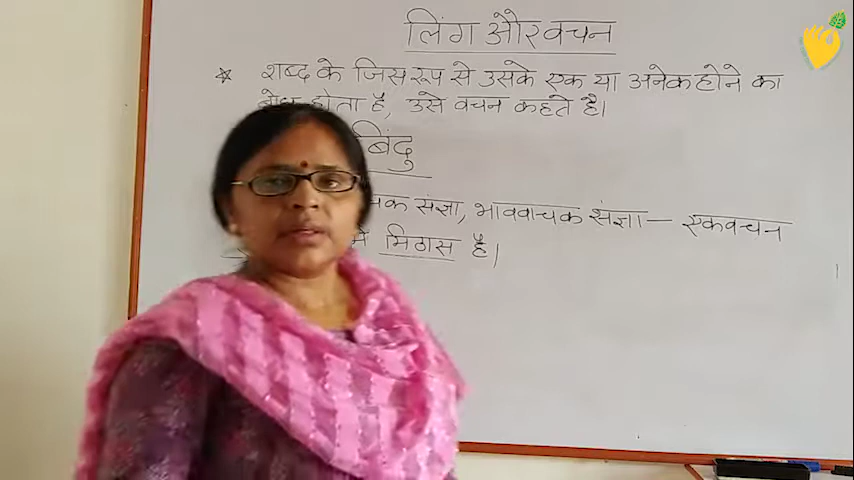 लिंग और वचन
☆ शब्द के जिस रूप से उसके एक या अनेक होने का
बोध होता है, उसे वचन कहते है।
बिंदु
संज्ञा, भाववाचक संज्ञा — एकवचन
में मिठास है।